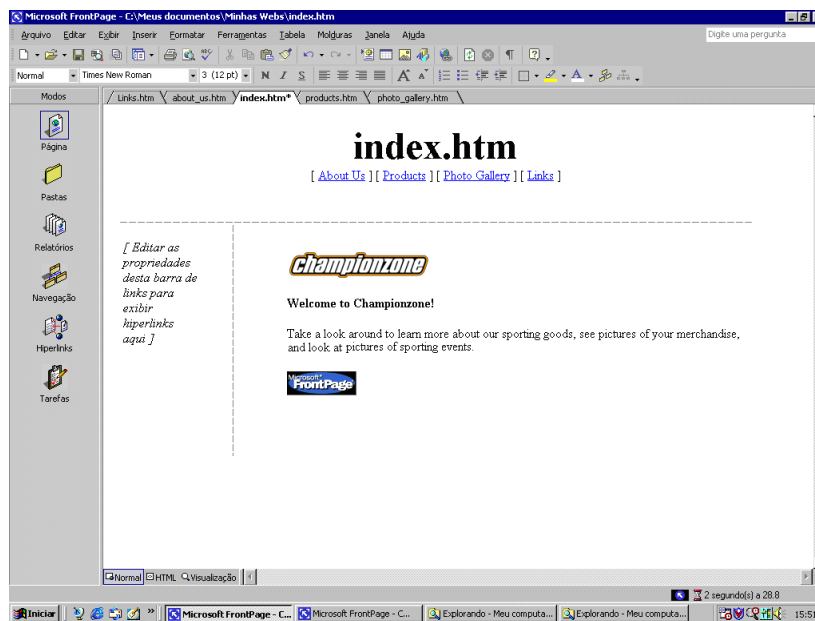 Microsoft FrontPage - C:\Meus documentos\Minhas Webs\index.htm
Arquivo Editar Exibir Inserir Formatar Ferramentas Tabela Molduras Janela Ajuda Digite uma pergunta
Normal Times New Roman 3 (12 pt) N I S
Modos Links.htm about_us.htm index.htm* products.htm photo_gallery.htm
Página
Pastas
Relatórios
Navegação
Hiperlinks
Tarefas
index.htm
[ About Us ] [ Products ] [ Photo Gallery ] [ Links ]
[ Editar as
propriedades
desta barra de
links para
exibir
hiperlinks
aqui ]
championzone
Welcome to Championzone!
Take a look around to learn more about our sporting goods, see pictures of your merchandise,
and look at pictures of sporting events.
Microsoft FrontPage
Normal HTML Visualização
2 segundo(s) a 28.8
Iniciar » Microsoft FrontPage - C... Microsoft FrontPage - C... Explorando - Meu computa... Explorando - Meu computa... 15:51